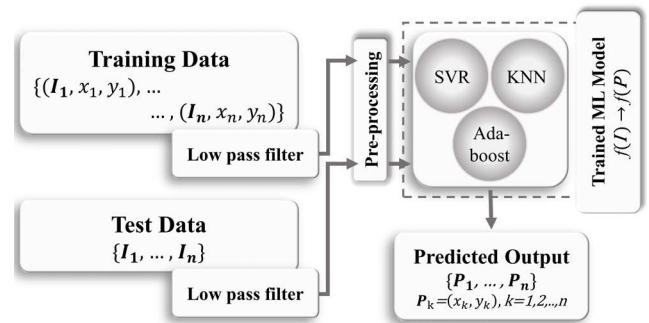 Training Data
{(I₁, x₁, y₁), ...
... , (Iₙ, xₙ, yₙ)}
Low pass filter
Test Data
{I₁, ... , Iₙ}
Low pass filter
Pre-processing
SVR
KNN
Ada-
boost
Trained ML Model
f(I) → f(P)
Predicted Output
{P₁, ... , Pₙ}
Pₖ=(xₖ, yₖ), k=1,2,..,n